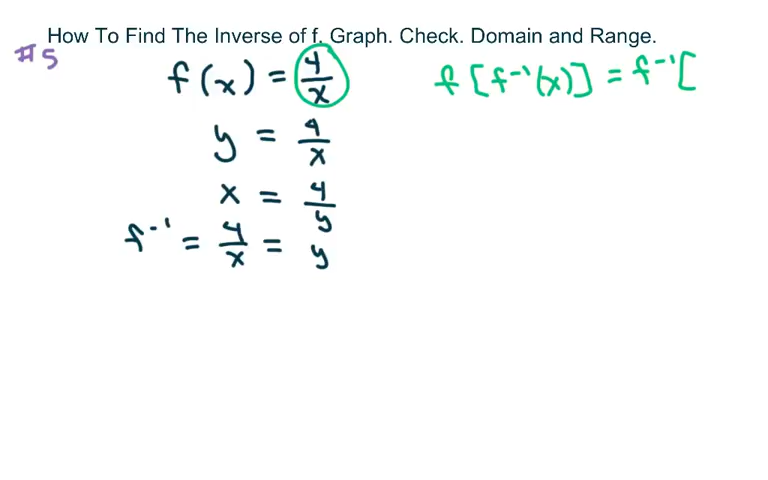 How To Find The Inverse of f, Graph. Check. Domain and Range.
#5
f(x) = 4/x
f[f⁻¹(x)] = f⁻¹[
y = 4/x
x = 4/y
f⁻¹ = 4/x = y